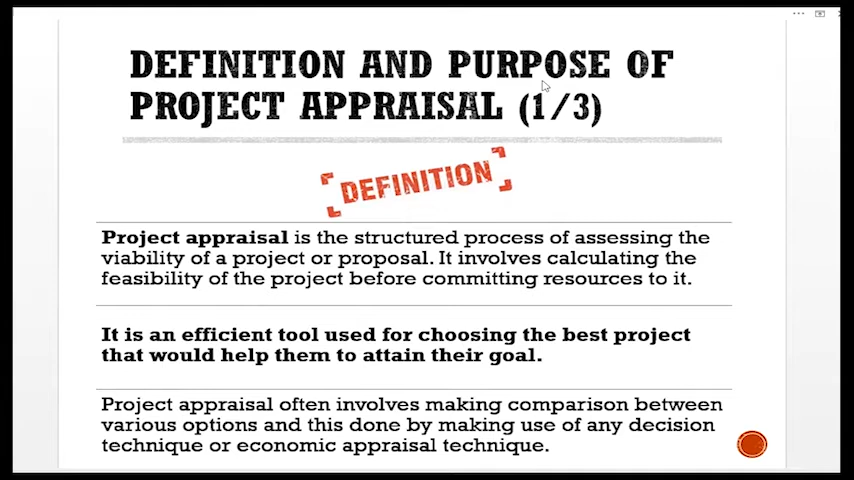 DEFINITION AND PURPOSE OF
PROJECT APPRAISAL (1/3)
DEFINITION
Project appraisal is the structured process of assessing the
viability of a project or proposal. It involves calculating the
feasibility of the project before committing resources to it.
It is an efficient tool used for choosing the best project
that would help them to attain their goal.
Project appraisal often involves making comparison between
various options and this done by making use of any decision
technique or economic appraisal technique.